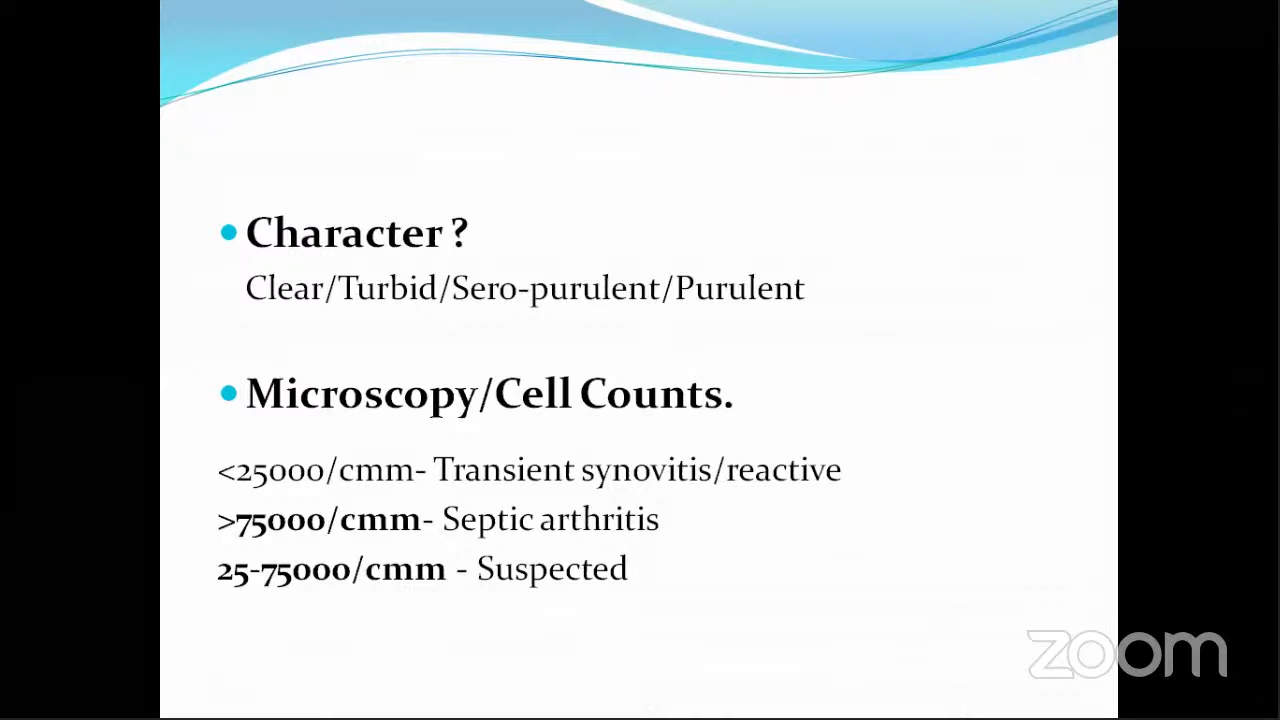 • Character ?
Clear/Turbid/Sero-purulent/Purulent
• Microscopy/Cell Counts.
<25000/cmm- Transient synovitis/reactive
>75000/cmm- Septic arthritis
25-75000/cmm - Suspected
zoom